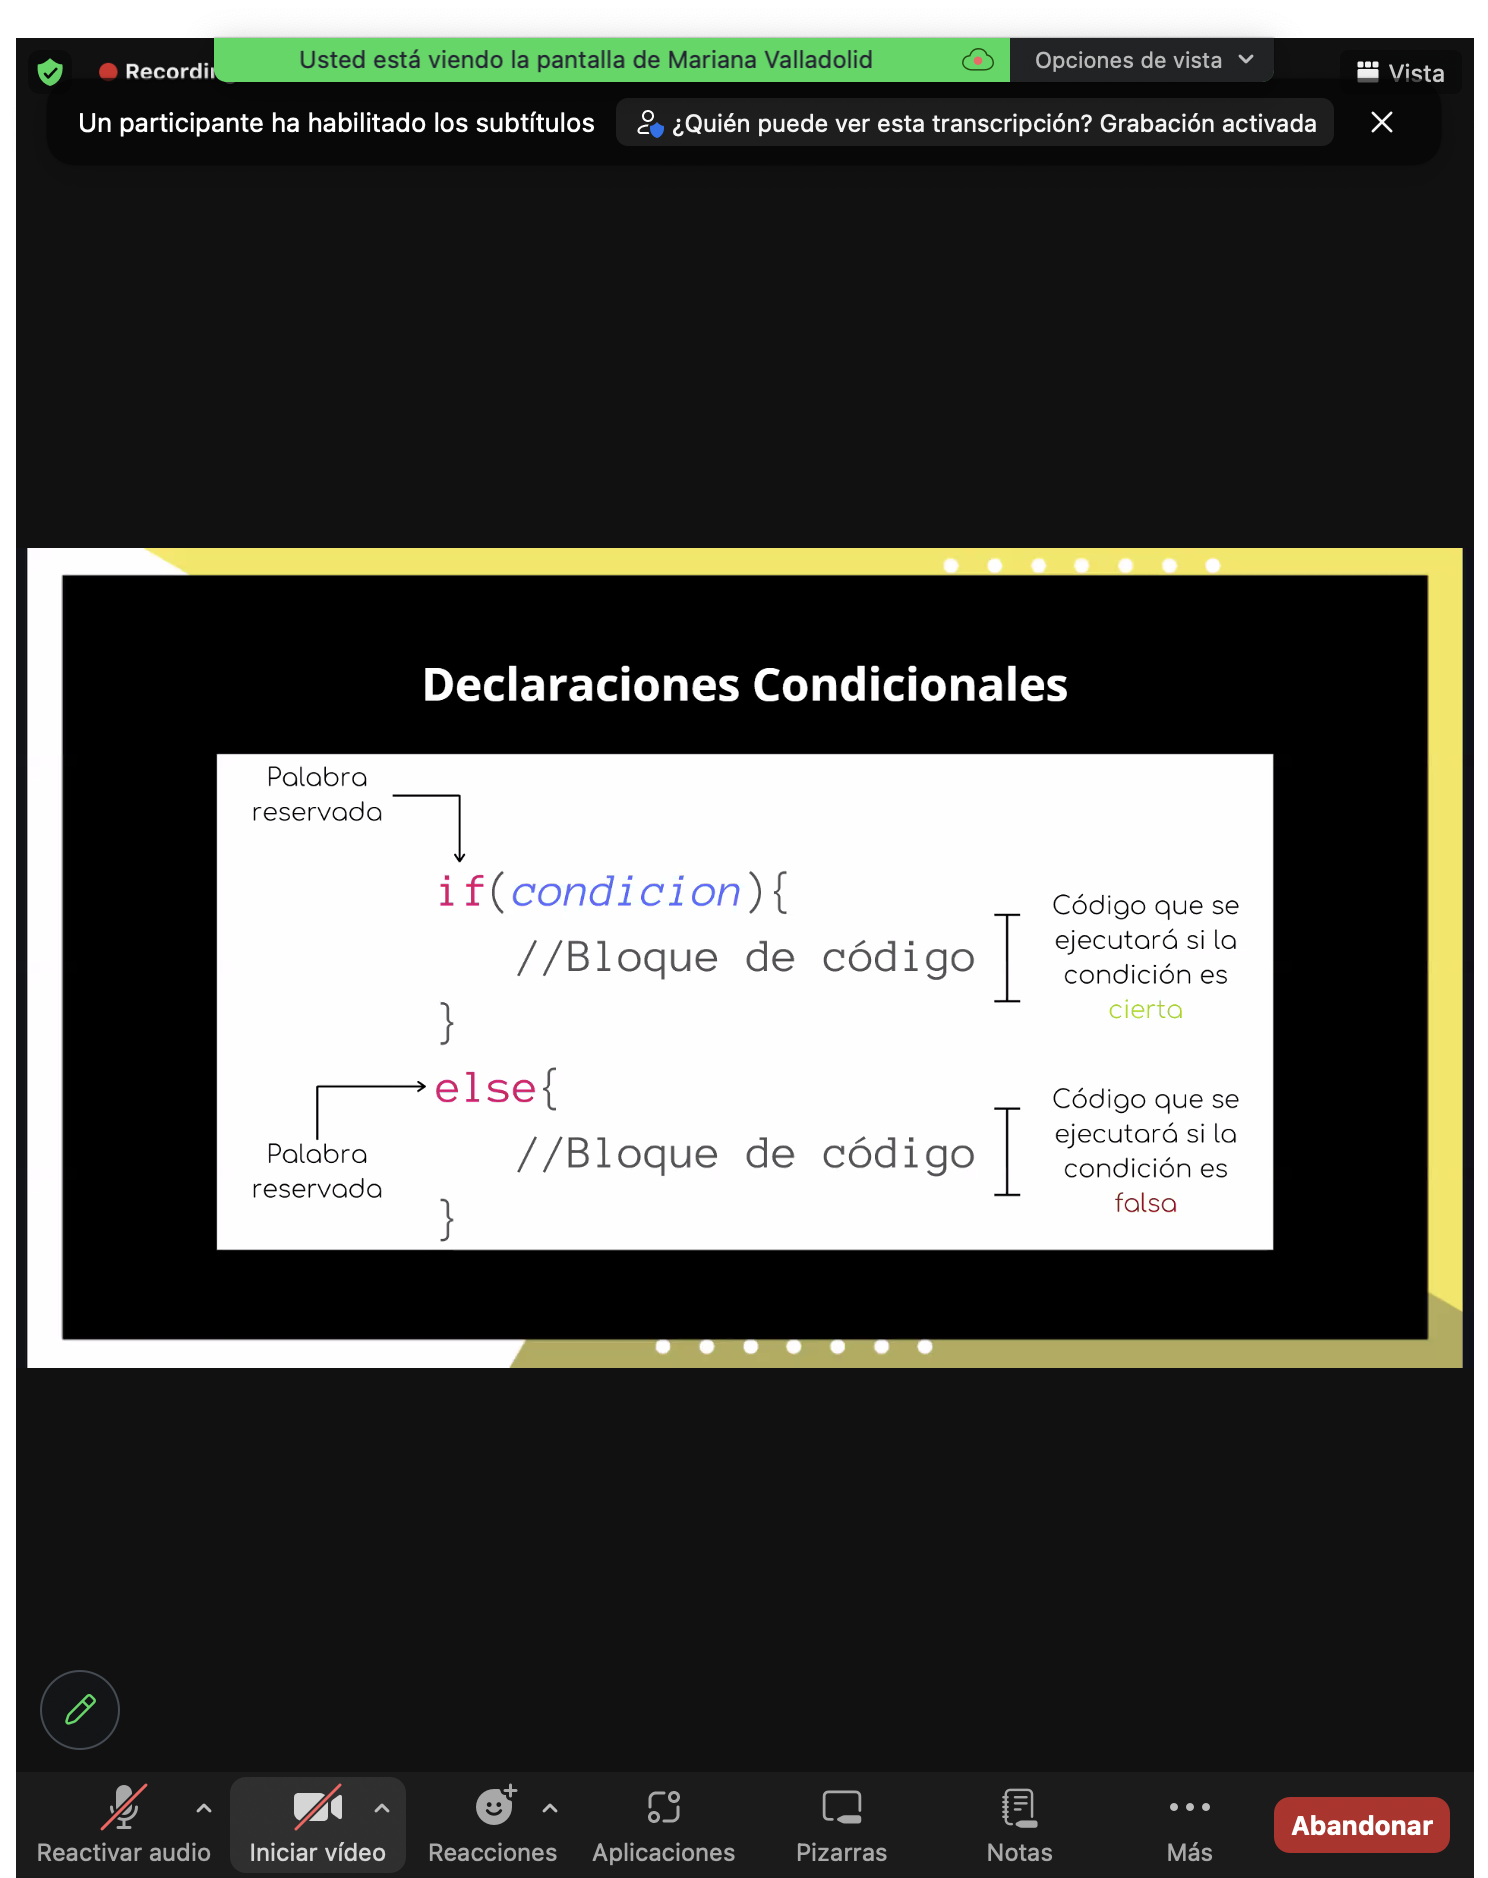 Usted está viendo la pantalla de Mariana Valladolid
Opciones de vista
Vista
Un participante ha habilitado los subtítulos
¿Quién puede ver esta transcripción? Grabación activada
Declaraciones Condicionales
Palabra
reservada
if(condicion){
//Bloque de código
}
Código que se
ejecutará si la
condición es
cierta
else{
//Bloque de código
}
Palabra
reservada
Código que se
ejecutará si la
condición es
falsa
Reactivar audio
Iniciar vídeo
Reacciones
Aplicaciones
Pizarras
Notas
Más
Abandonar